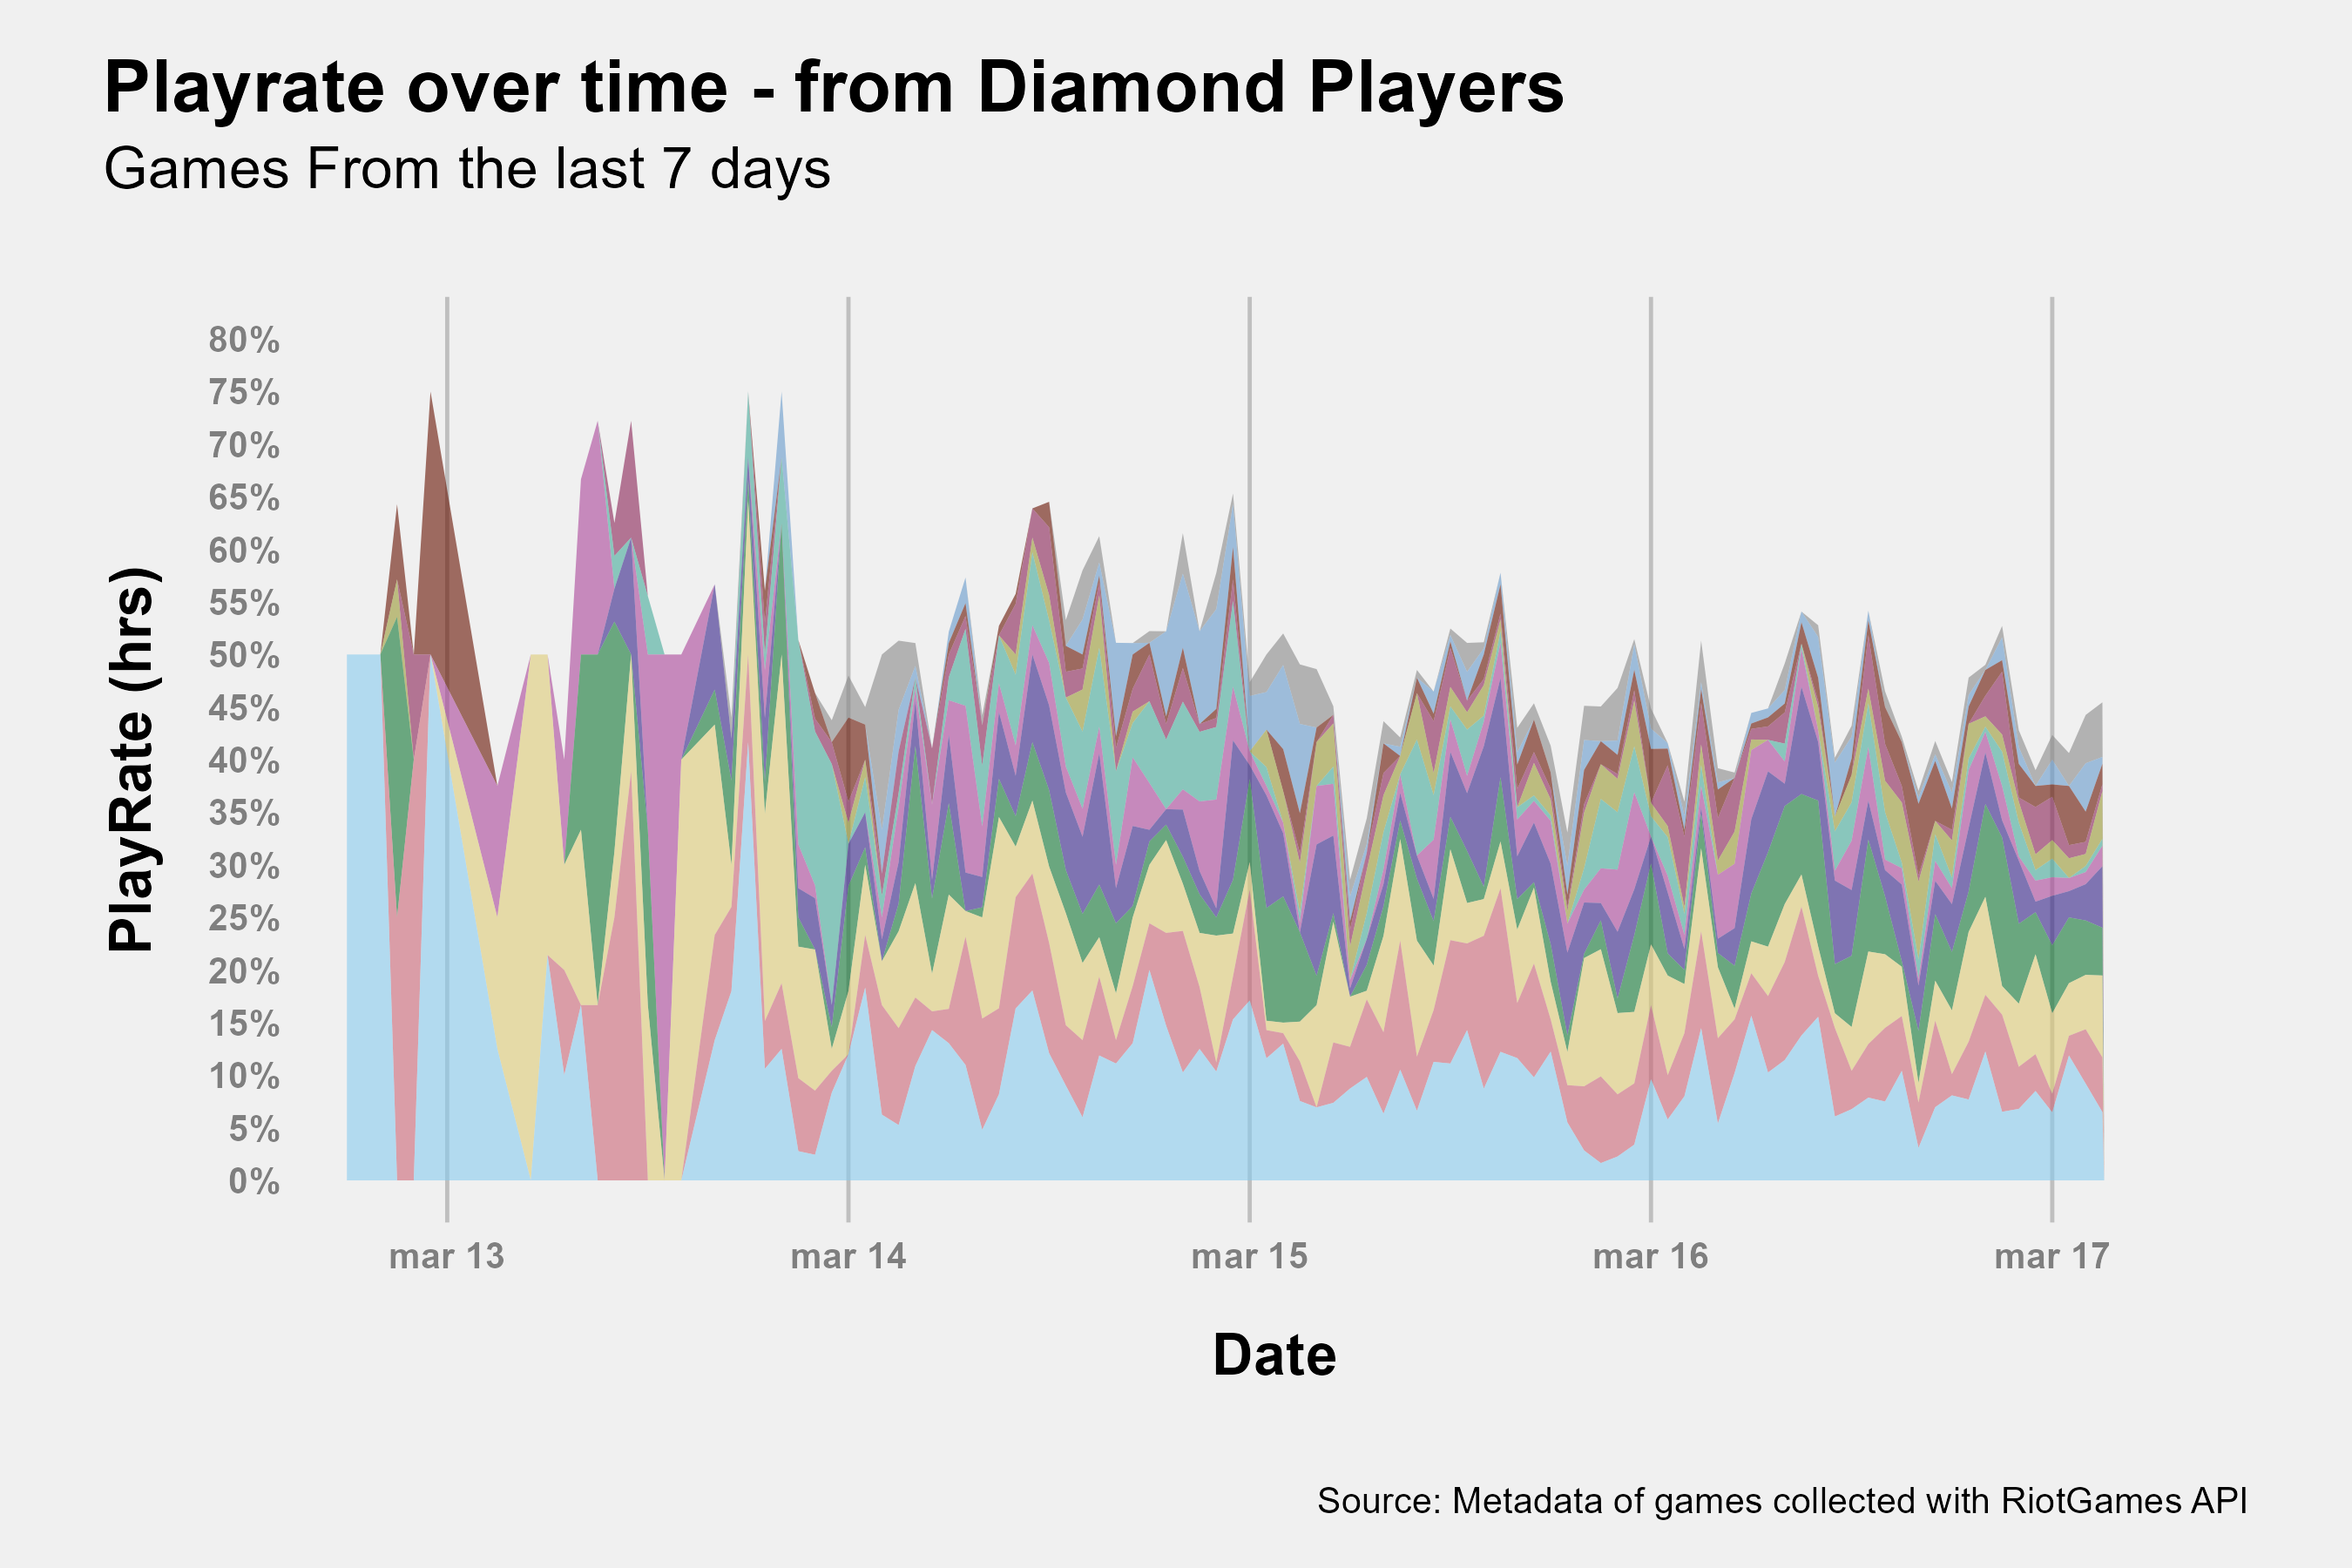 Playrate over time - from Diamond Players
Games From the last 7 days
PlayRate (hrs)
80%
75%
70%
65%
60%
55%
50%
45%
40%
35%
30%
25%
20%
15%
10%
5%
0%
mar 13
mar 14
mar 15
mar 16
mar 17
Date
Source: Metadata of games collected with RiotGames API